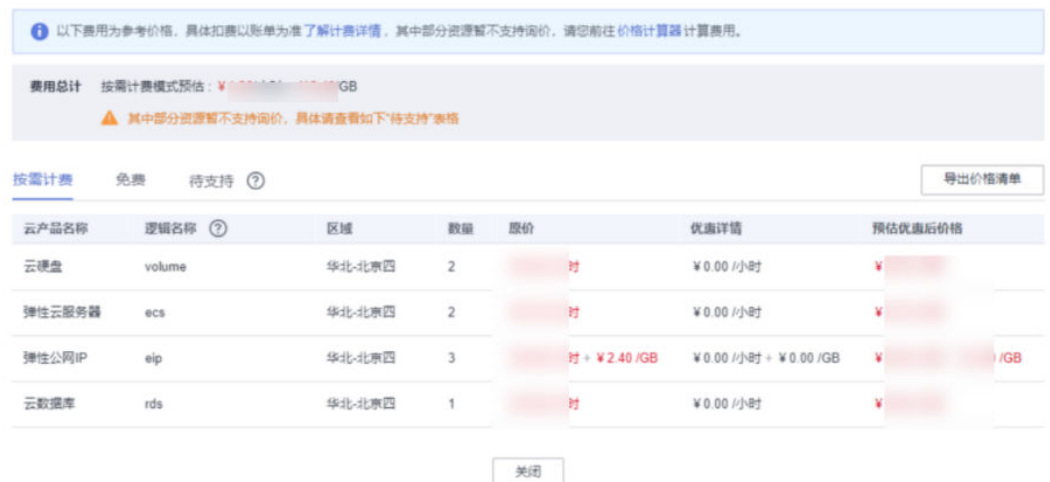 以下费用为参考价格，具体扣费以账单为准了解计费详情，其中部分资源暂不支持询价，请您前往价格计算器计算费用。
费用总计 按需计费模式预估：¥ /GB
其中部分资源暂不支持询价，具体请查看如下“待支持”表格
按需计费 免费 待支持 导出价格清单
云产品名称 逻辑名称 区域 数量 原价 优惠详情 预估优惠后价格
云硬盘 volume 华北-北京四 2 时 ¥0.00 /小时 ¥
弹性云服务器 ecs 华北-北京四 2 时 ¥0.00 /小时 ¥
弹性公网IP eip 华北-北京四 3 时 + ¥2.40 /GB ¥0.00 /小时 + ¥0.00 /GB ¥ /GB
云数据库 rds 华北-北京四 1 时 ¥0.00 /小时 ¥
关闭